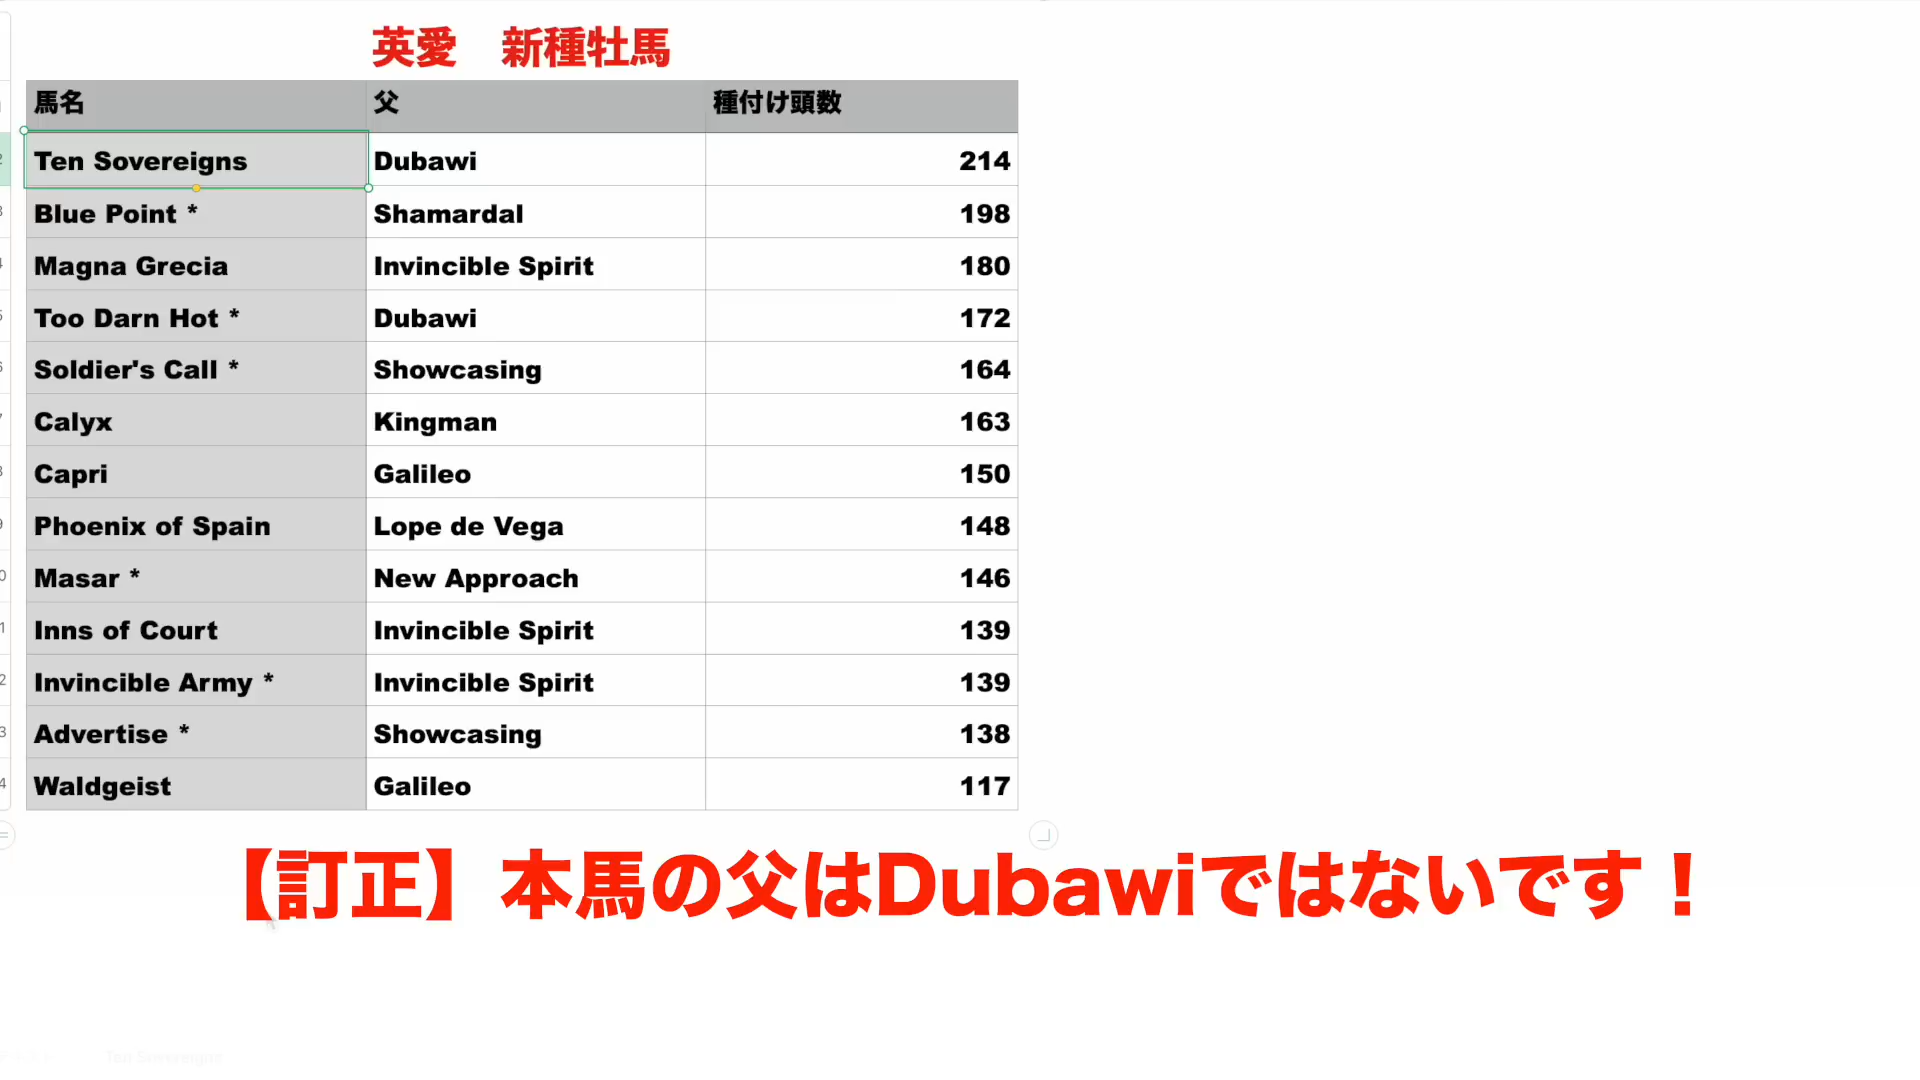 英愛　新種牡馬
馬名 父 種付け頭数
Ten Sovereigns Dubawi 214
Blue Point * Shamardal 198
Magna Grecia Invincible Spirit 180
Too Darn Hot * Dubawi 172
Soldier's Call * Showcasing 164
Calyx Kingman 163
Capri Galileo 150
Phoenix of Spain Lope de Vega 148
Masar * New Approach 146
Inns of Court Invincible Spirit 139
Invincible Army * Invincible Spirit 139
Advertise * Showcasing 138
Waldgeist Galileo 117
【訂正】本馬の父はDubawiではないです！
Ten Sovereigns